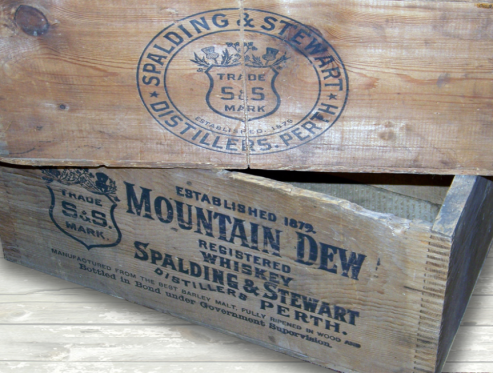 SPALDING & STEWART.
TRADE
S&S
MARK
ESTABLISHED. 1879
DISTILLERS. PERTH
TRADE
S&S
MARK.
ESTABLISHED 1879.
MOUNTAIN DEW
REGISTERED
WHISKEY
SPALDING & STEWART
DISTILLERS PERTH.
MANUFACTURED FROM THE BEST BARLEY MALT, FULLY RIPENED IN WOOD AND
Bottled in Bond under Government Supervision.